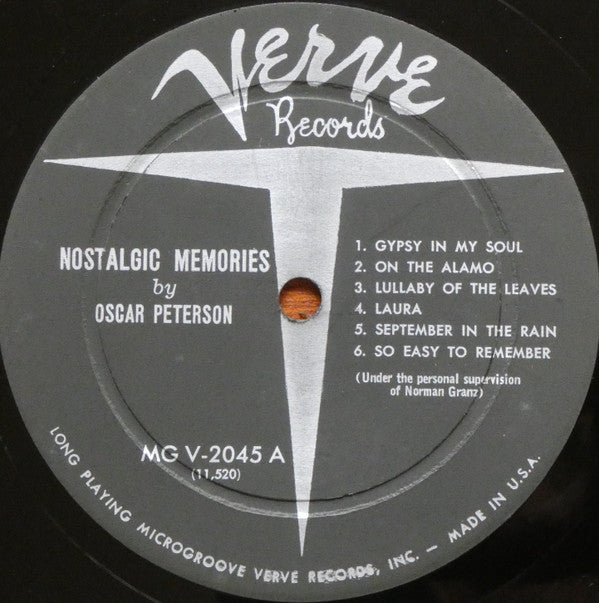 Verve
Records
NOSTALGIC MEMORIES
by
OSCAR PETERSON
1. GYPSY IN MY SOUL
2. ON THE ALAMO
3. LULLABY OF THE LEAVES
4. LAURA
5. SEPTEMBER IN THE RAIN
6. SO EASY TO REMEMBER
(Under the personal supervision
of Norman Granz)
MG V-2045 A
(11,520)
LONG PLAYING MICROGROOVE VERVE RECORDS, INC. — MADE IN U.S.A.